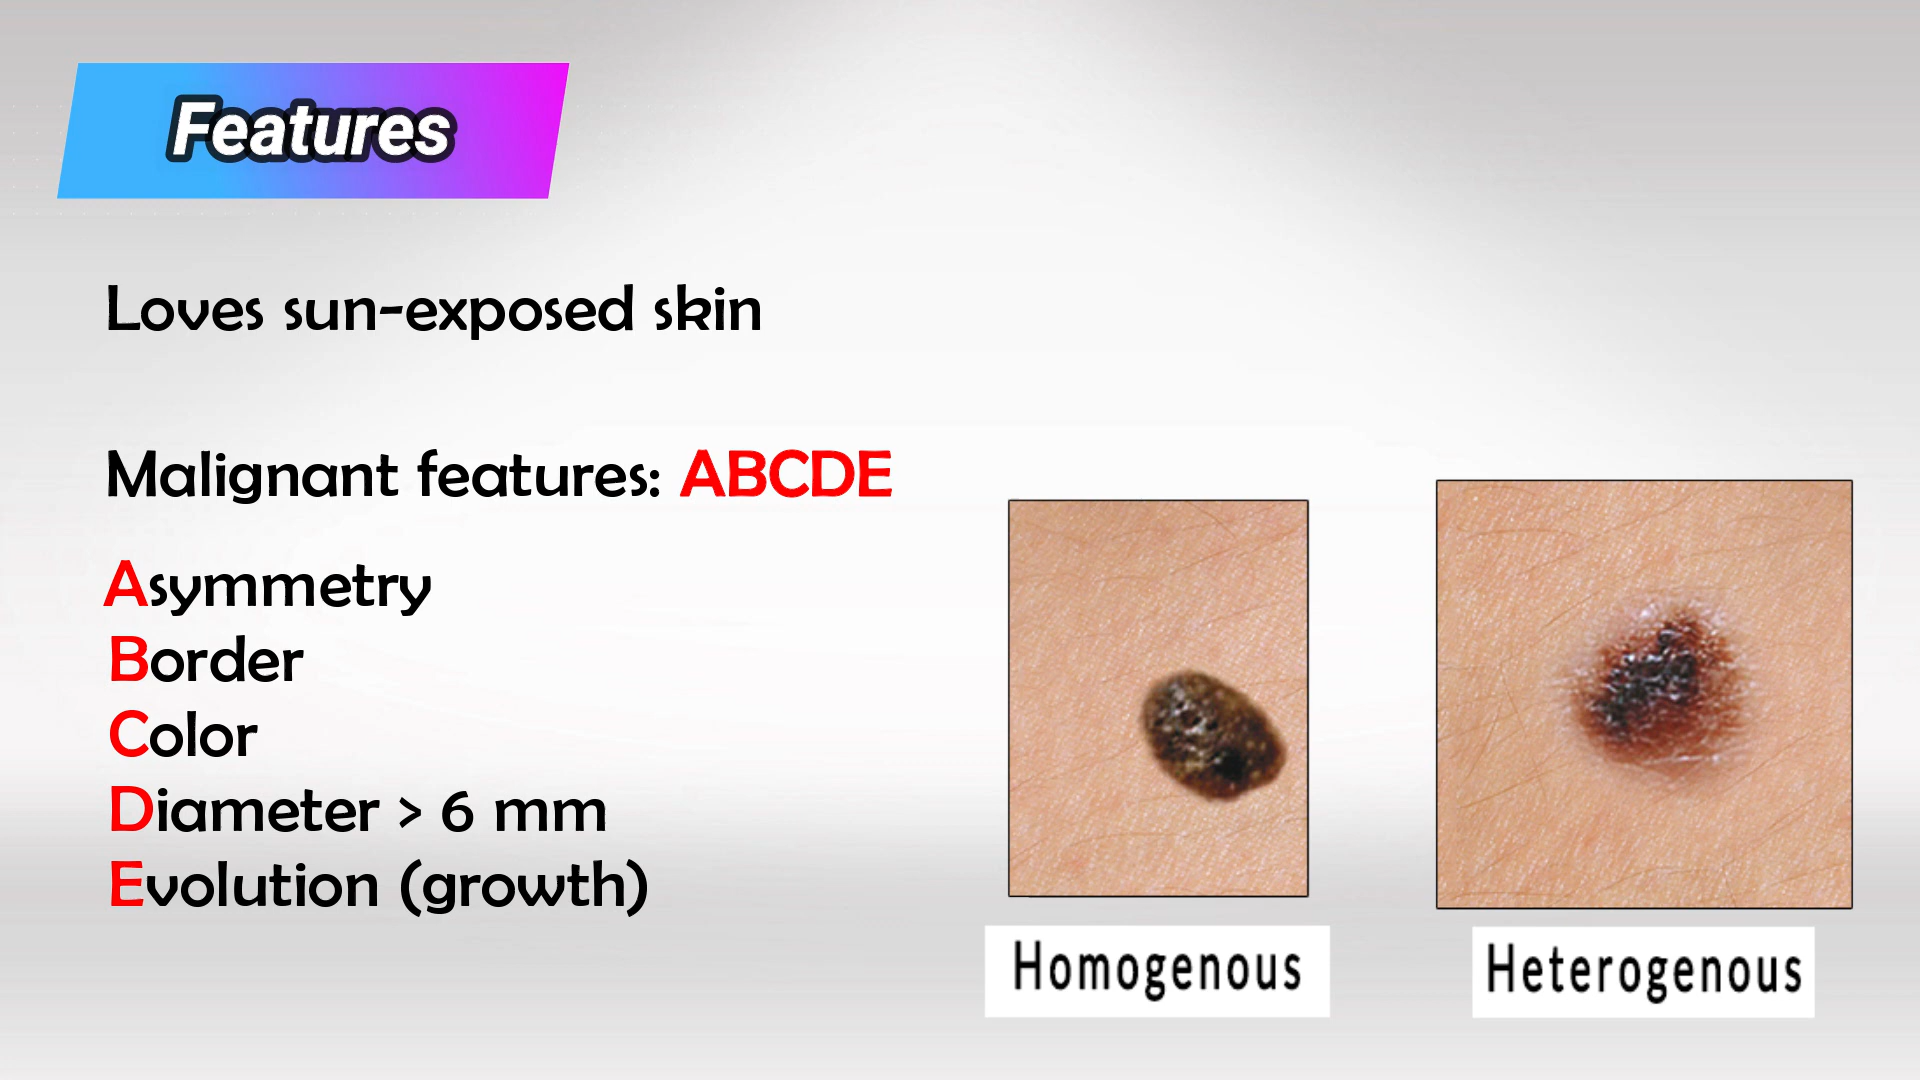 Features
Loves sun-exposed skin
Malignant features: ABCDE
Asymmetry
Border
Color
Diameter > 6 mm
Evolution (growth)
Homogenous
Heterogenous